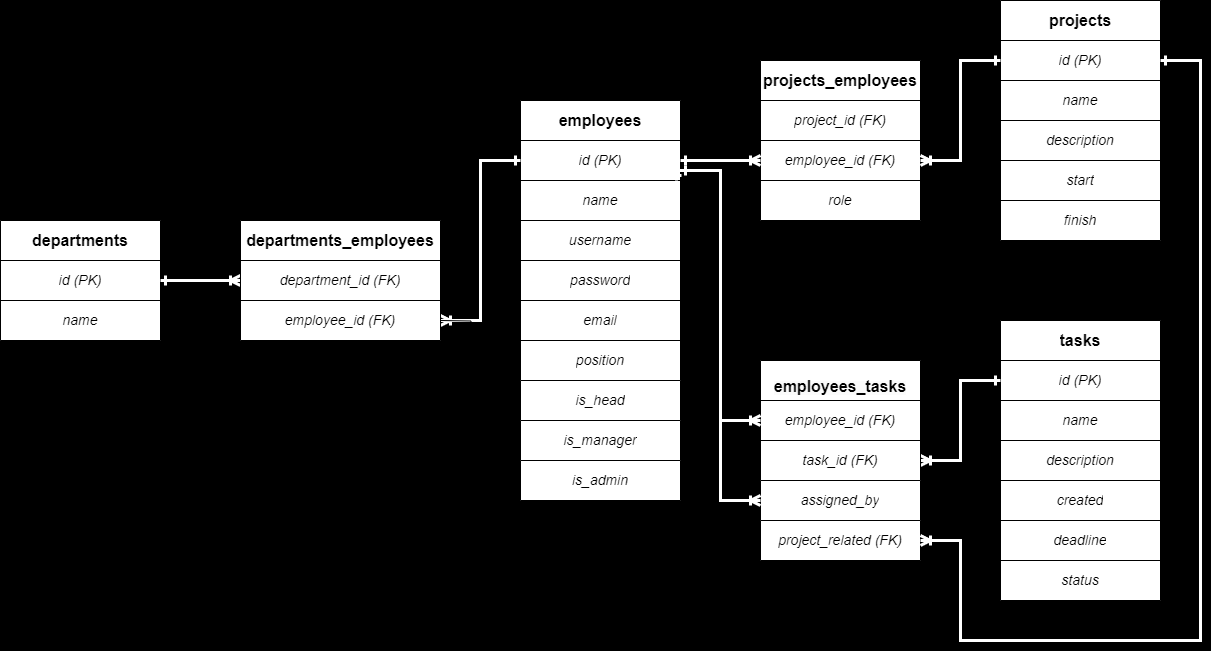 departments
id (PK)
name
departments_employees
department_id (FK)
employee_id (FK)
employees
id (PK)
name
username
password
email
position
is_head
is_manager
is_admin
projects_employees
project_id (FK)
employee_id (FK)
role
employees_tasks
employee_id (FK)
task_id (FK)
assigned_by
project_related (FK)
projects
id (PK)
name
description
start
finish
tasks
id (PK)
name
description
created
deadline
status